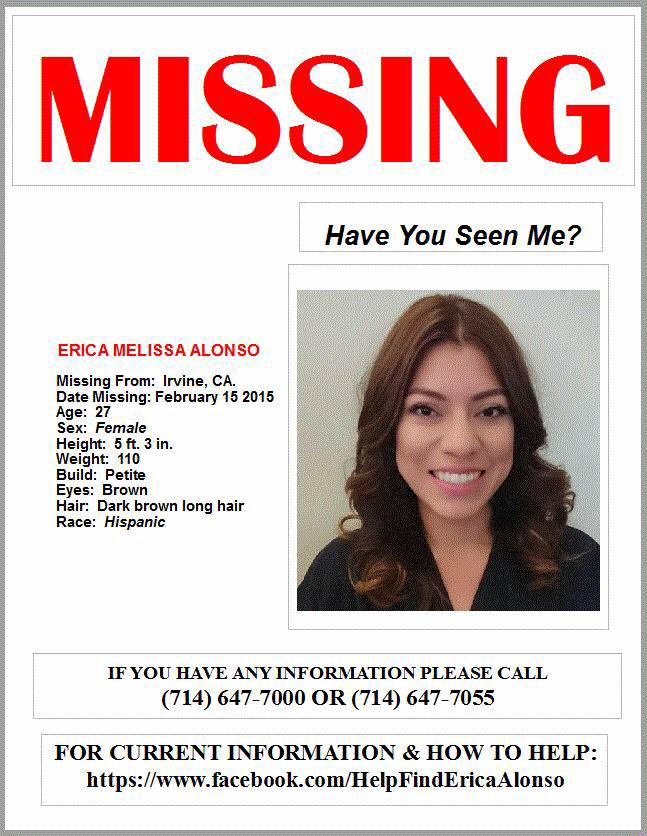 MISSING
Have You Seen Me?
ERICA MELISSA ALONSO
Missing From: Irvine, CA.
Date Missing: February 15 2015
Age: 27
Sex: Female
Height: 5 ft. 3 in.
Weight: 110
Build: Petite
Eyes: Brown
Hair: Dark brown long hair
Race: Hispanic
IF YOU HAVE ANY INFORMATION PLEASE CALL
(714) 647-7000 OR (714) 647-7055
FOR CURRENT INFORMATION & HOW TO HELP:
https://www.facebook.com/HelpFindEricaAlonso